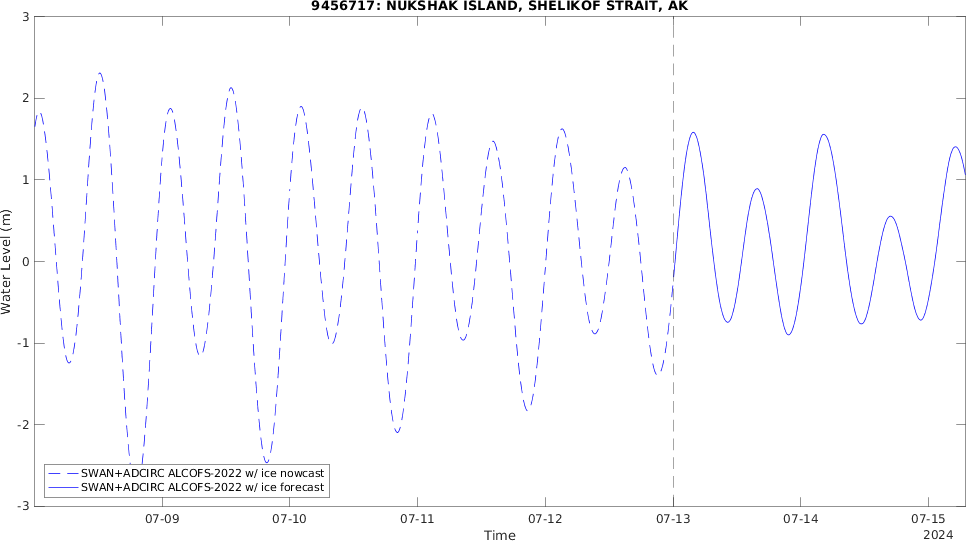 9456717: NUKSHAK ISLAND, SHELIKOF STRAIT, AK
3
2
1
0
-1
-2
-3
Water Level (m)
SWAN+ADCIRC ALCOFS-2022 w/ ice nowcast
SWAN+ADCIRC ALCOFS-2022 w/ ice forecast
07-09 07-10 07-11 07-12 07-13 07-14 07-15
Time
2024